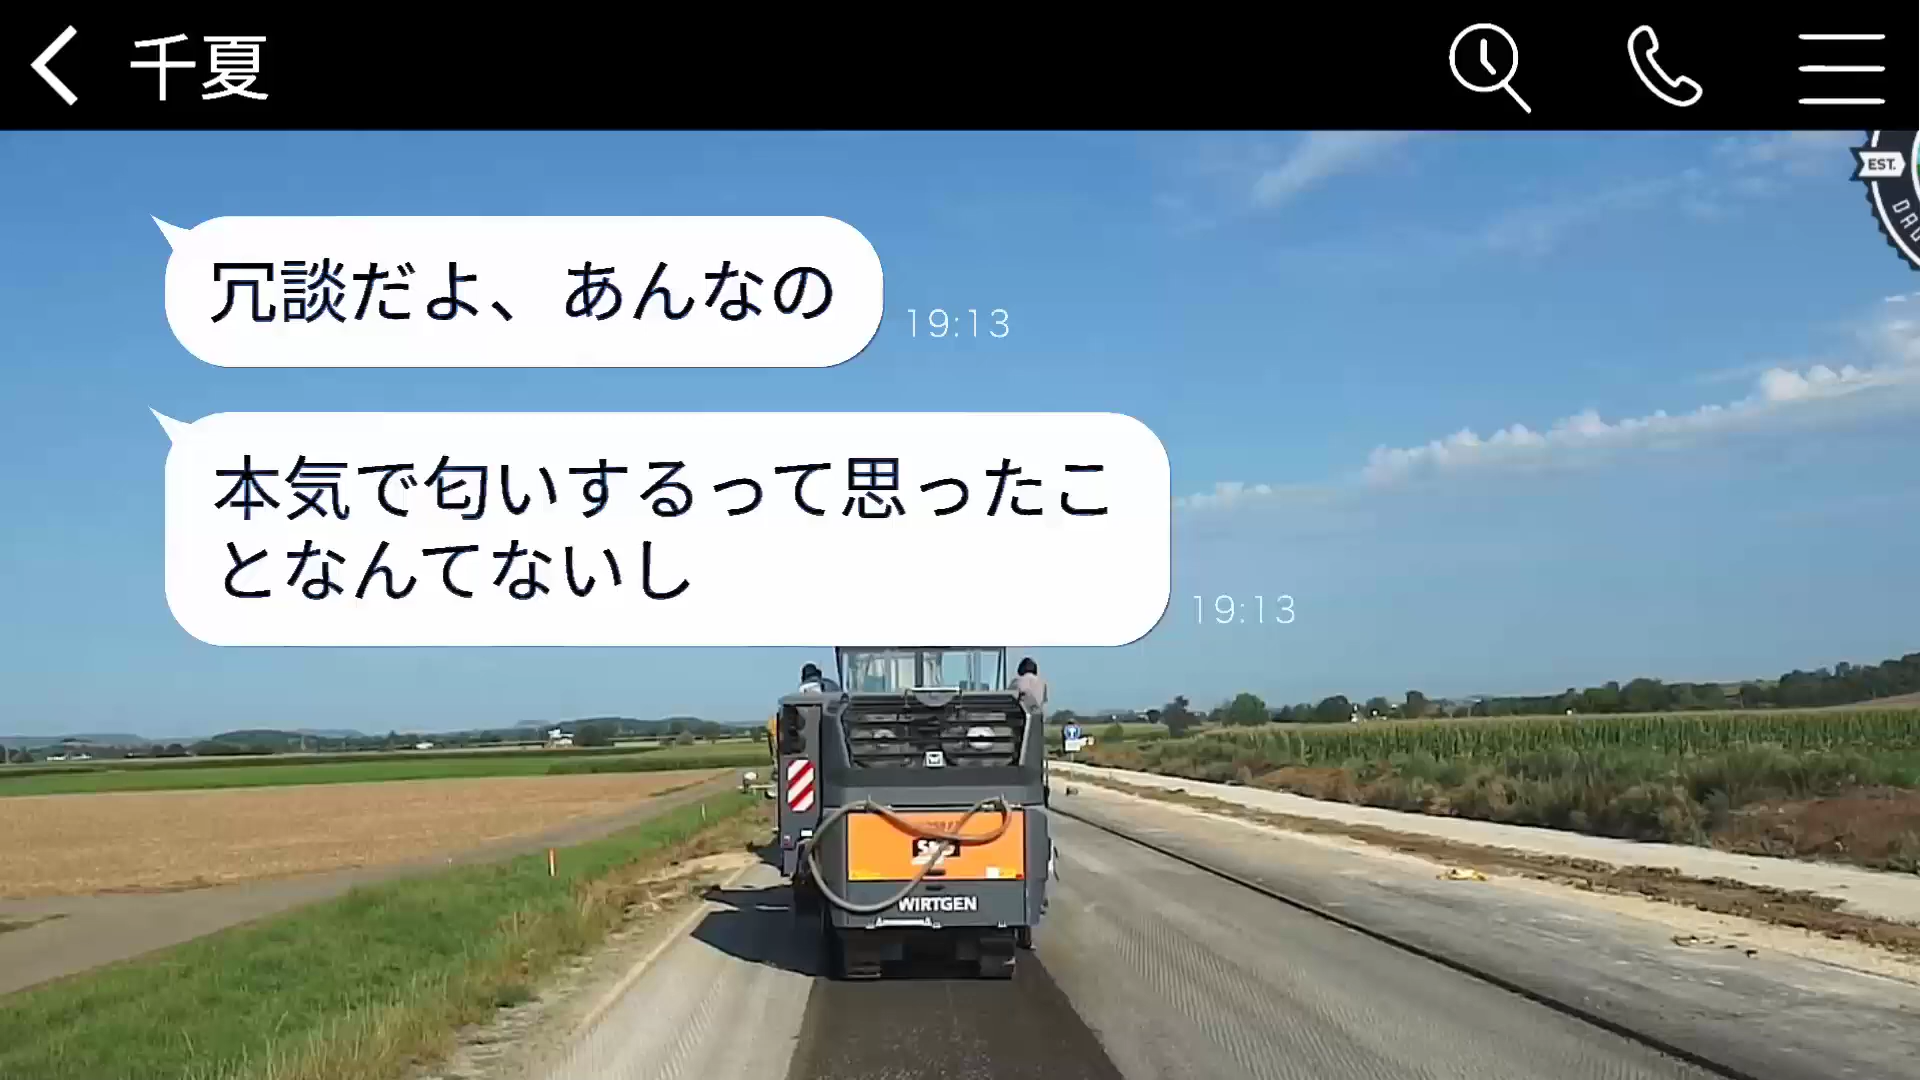 千夏
冗談だよ、あんなの
19:13
本気で匂いするって思ったこ
となんてないし
19:13
EST.
WIRTGEN